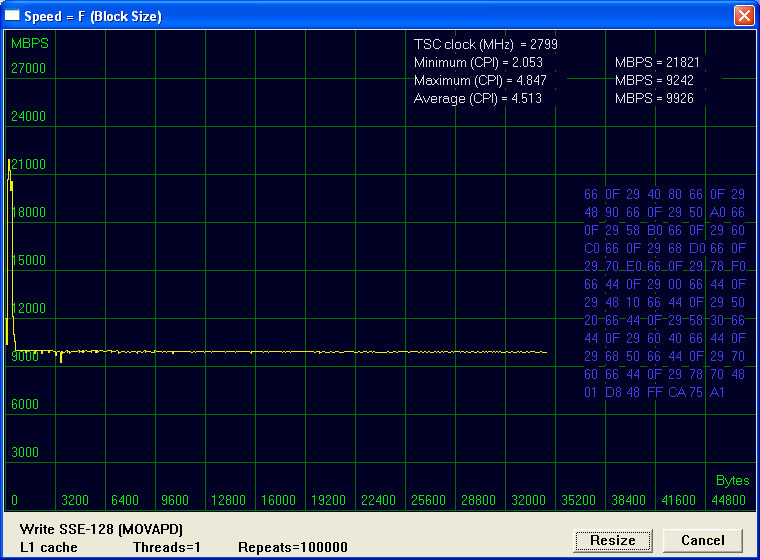 Speed = F (Block Size)
MBPS
TSC clock (MHz) = 2799
Minimum (CPI) = 2.053 MBPS = 21821
Maximum (CPI) = 4.847 MBPS = 9242
Average (CPI) = 4.513 MBPS = 9926
27000
24000
21000
18000
15000
12000
9000
6000
3000
66 0F 29 40 80 66 0F 29
48 90 66 0F 29 50 A0 66
0F 29 58 B0 66 0F 29 60
C0 66 0F 29 68 D0 66 0F
29 70 E0 66 0F 29 78 F0
66 44 0F 29 00 66 44 0F
29 48 10 66 44 0F 29 50
20 66 44 0F 29 58 30 66
44 0F 29 60 40 66 44 0F
29 68 50 66 44 0F 29 70
60 66 44 0F 29 78 70 48
01 D8 48 FF CA 75 A1
Bytes
0 3200 6400 9600 12800 16000 19200 22400 25600 28800 32000 35200 38400 41600 44800
Write SSE-128 (MOVAPD)
L1 cache Threads=1 Repeats=100000
Resize Cancel